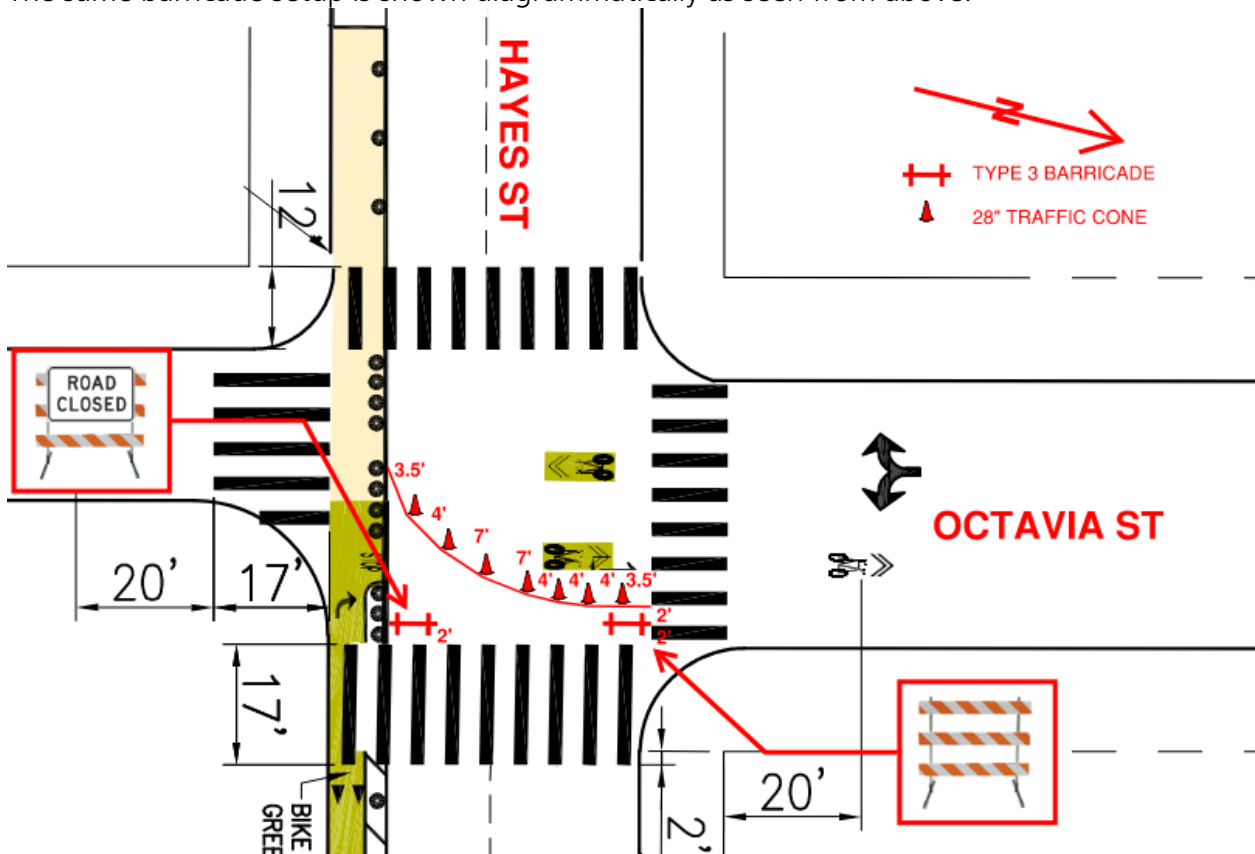 The same barricade setup is shown diagrammatically as seen from above.
HAYES ST
N
TYPE 3 BARRICADE
28" TRAFFIC CONE
12'
ROAD
CLOSED
3.5'
4'
7'
7'
4'
4'
4'
3.5'
2'
2'
2'
OCTAVIA ST
20'
17'
17'
BIKE
GREE
20'
2'